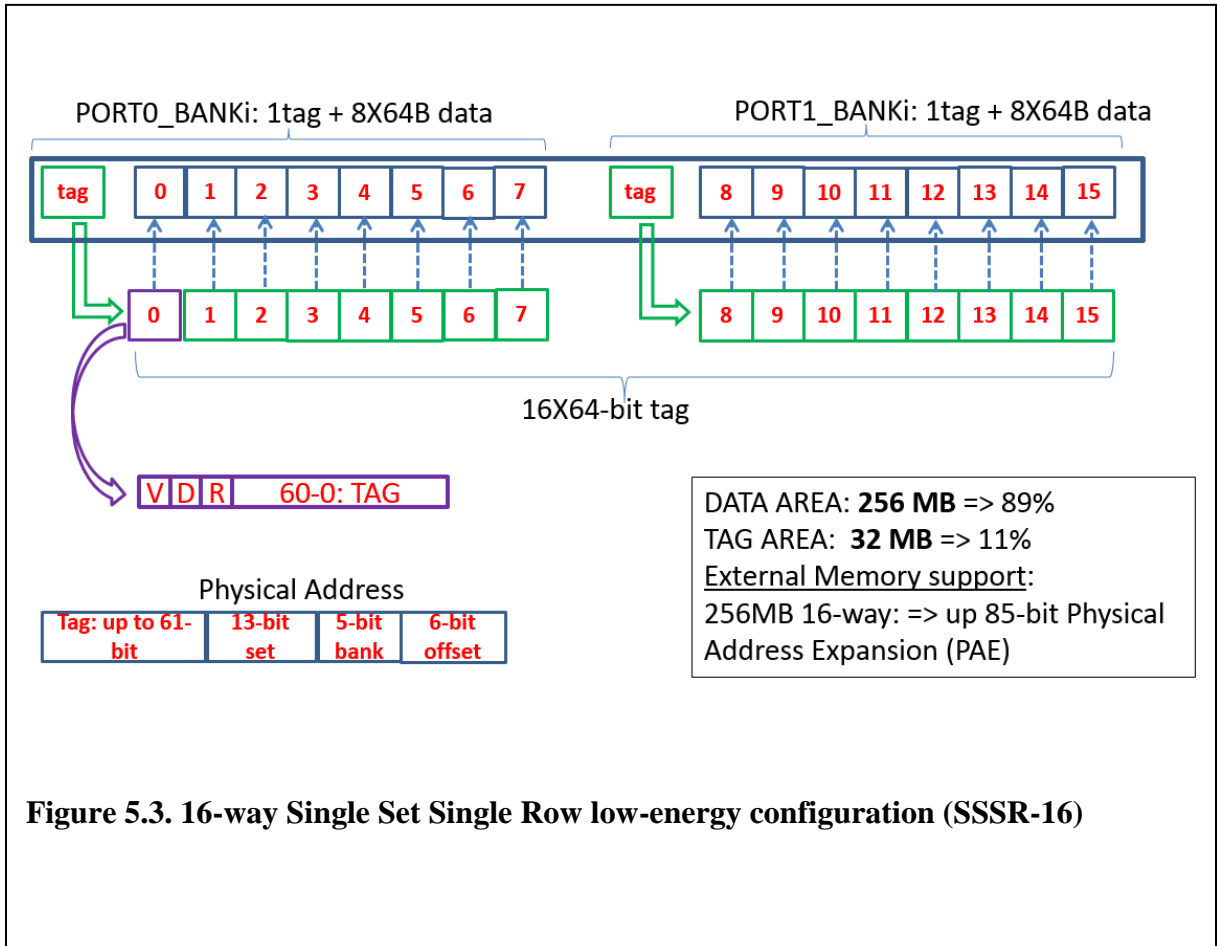 PORT0_BANKi: 1tag + 8X64B data
PORT1_BANKi: 1tag + 8X64B data
tag 0 1 2 3 4 5 6 7 tag 8 9 10 11 12 13 14 15
0 1 2 3 4 5 6 7 8 9 10 11 12 13 14 15
16X64-bit tag
V D R 60-0: TAG
Physical Address
Tag: up to 61-
bit
13-bit
set
5-bit
bank
6-bit
offset
DATA AREA: 256 MB => 89%
TAG AREA: 32 MB => 11%
External Memory support:
256MB 16-way: => up 85-bit Physical
Address Expansion (PAE)
Figure 5.3. 16-way Single Set Single Row low-energy configuration (SSSR-16)